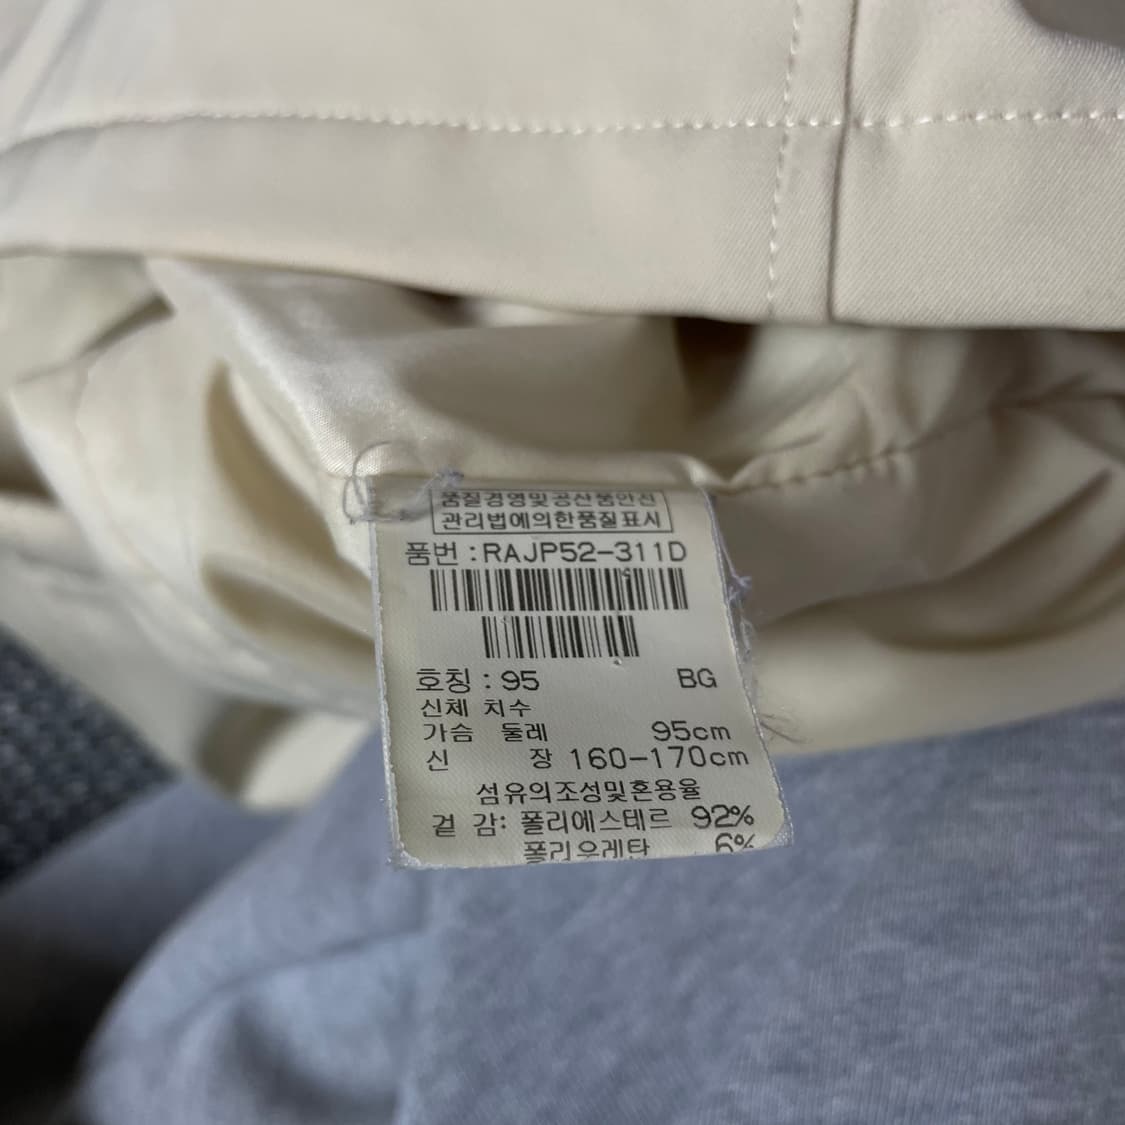 품질경영및공산품안전
관리법에의한품질표시
품번 : RAJP52-311D
호칭 : 95 BG
신체 치수
가슴 둘레 95cm
신 장 160-170cm
섬유의조성및혼용율
겉 감: 폴리에스테르 92%
폴리우레탄 6%